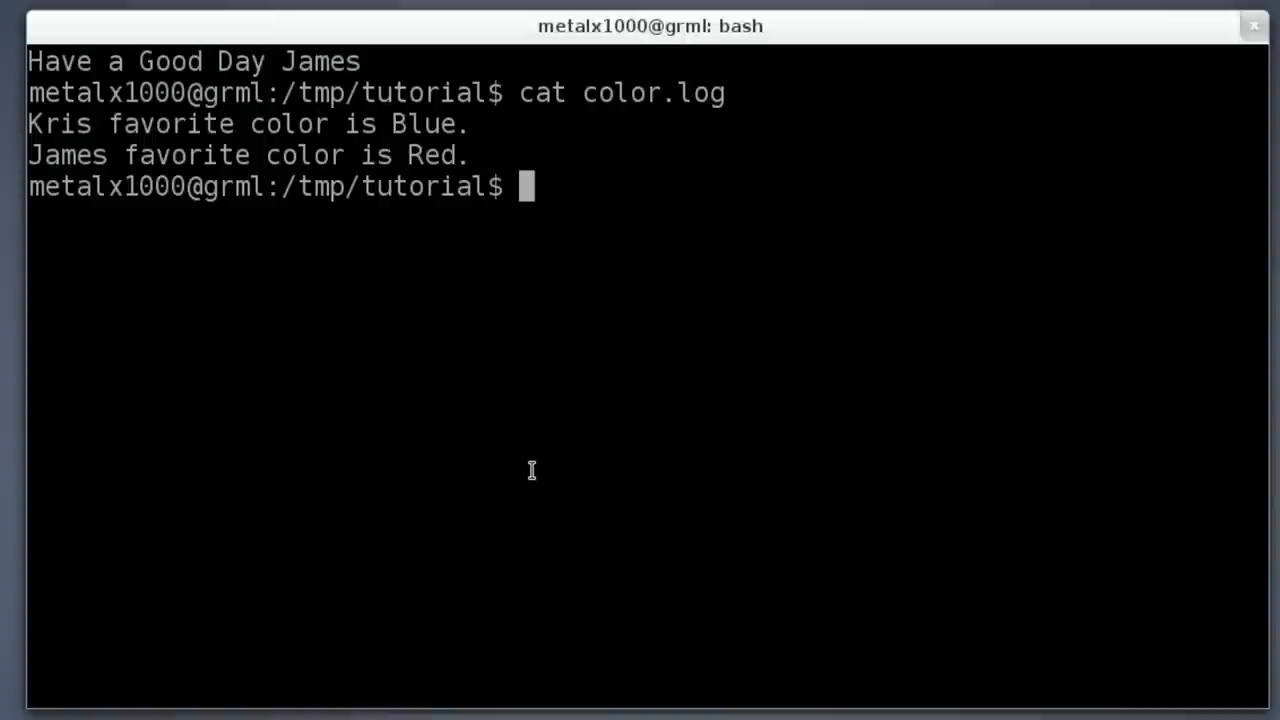 metalx1000@grml: bash
Have a Good Day James
metalx1000@grml:/tmp/tutorial$ cat color.log
Kris favorite color is Blue.
James favorite color is Red.
metalx1000@grml:/tmp/tutorial$